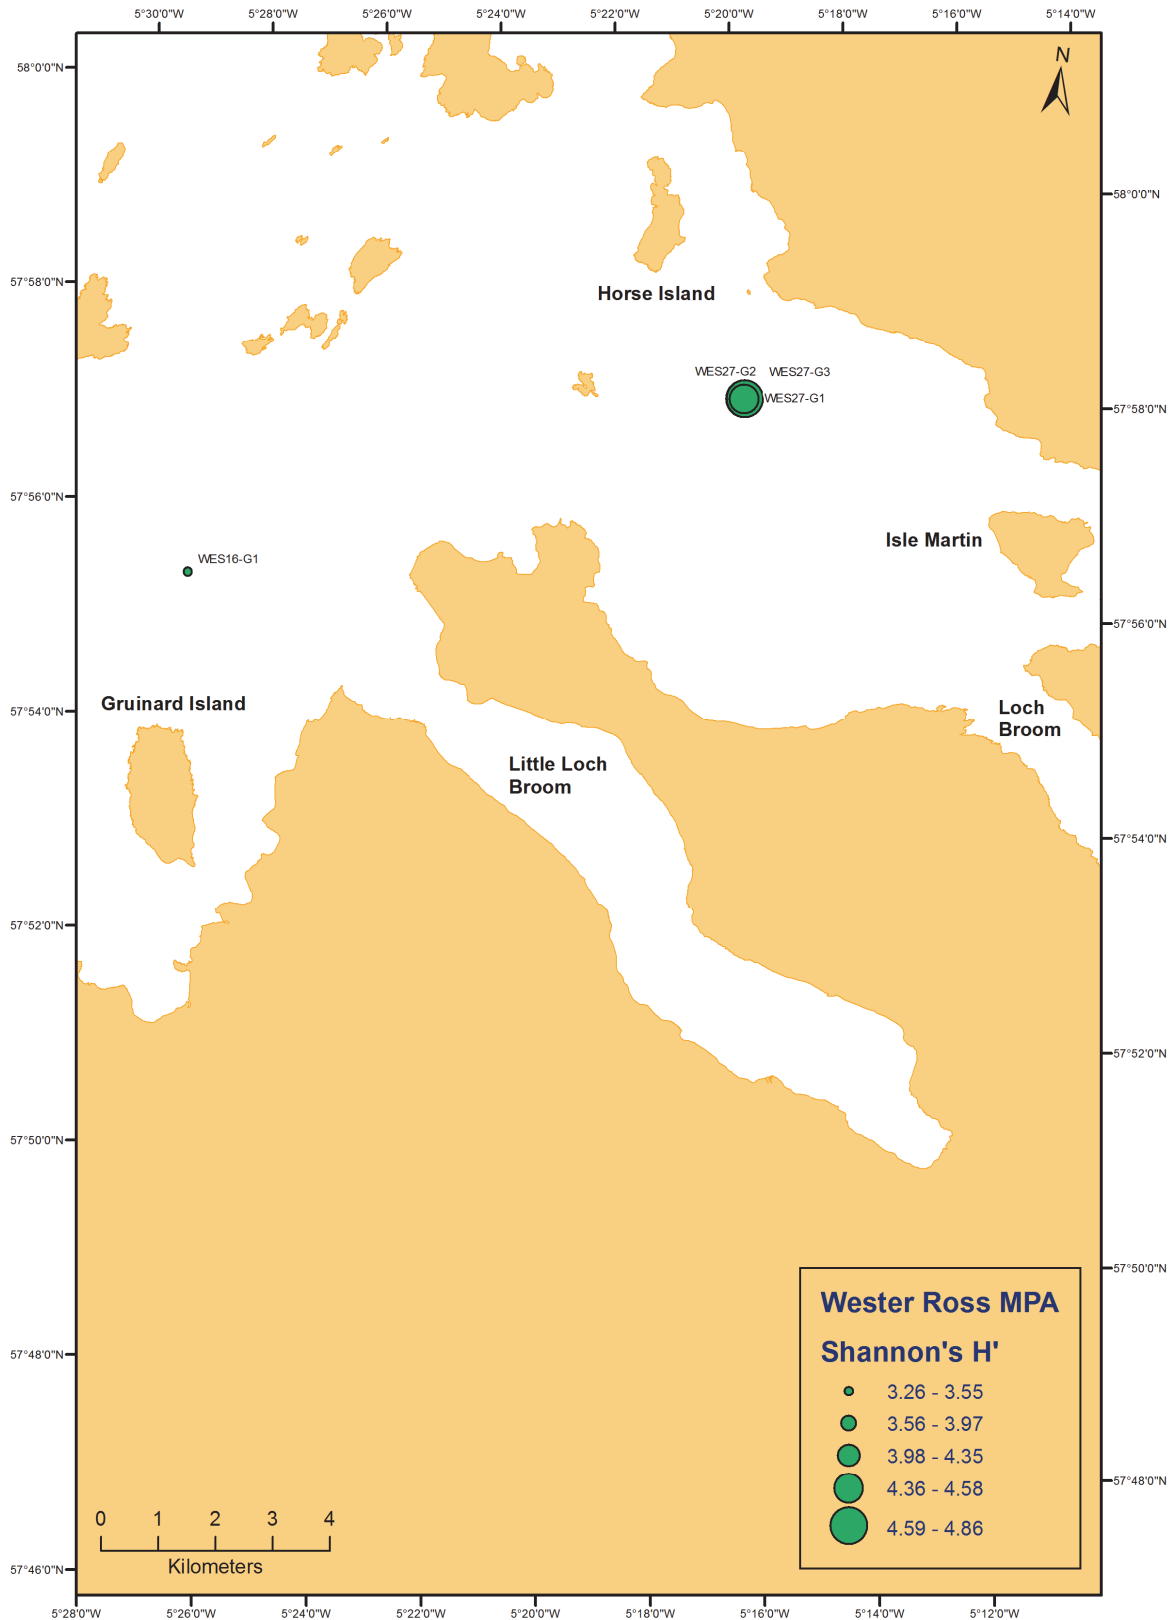 5°30'0"W
5°28'0"W
5°26'0"W
5°24'0"W
5°22'0"W
5°20'0"W
5°18'0"W
5°16'0"W
5°14'0"W
N
58°0'0"N
58°0'0"N
57°58'0"N
Horse Island
WES27-G2
WES27-G3
WES27-G1
57°58'0"N
57°56'0"N
Isle Martin
WES16-G1
57°56'0"N
Gruinard Island
57°54'0"N
Loch
Broom
Little Loch
Broom
57°54'0"N
57°52'0"N
57°52'0"N
57°50'0"N
57°50'0"N
Wester Ross MPA
Shannon's H'
3.26 - 3.55
3.56 - 3.97
3.98 - 4.35
4.36 - 4.58
4.59 - 4.86
57°48'0"N
57°48'0"N
0 1 2 3 4
Kilometers
57°46'0"N
5°28'0"W
5°26'0"W
5°24'0"W
5°22'0"W
5°20'0"W
5°18'0"W
5°16'0"W
5°14'0"W
5°12'0"W